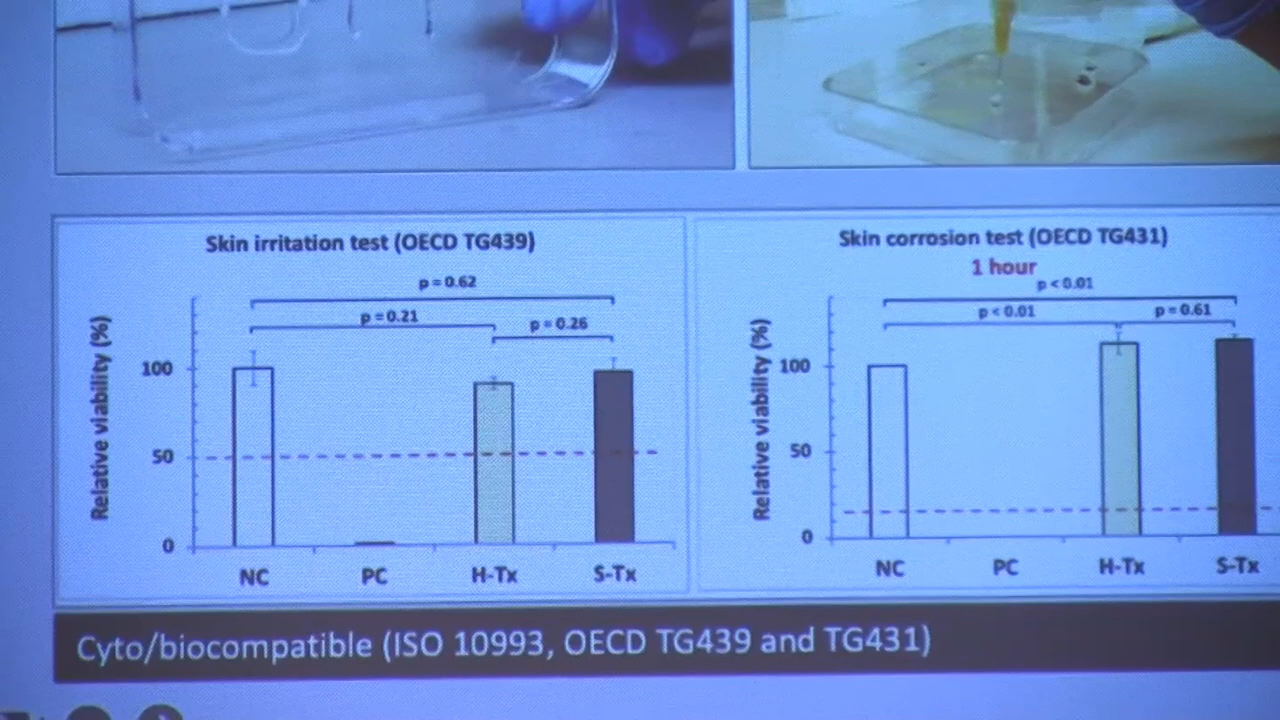 Skin irritation test (OECD TG439)
p = 0.62
p = 0.21
p = 0.26
Relative viability (%)
100
50
0
NC
PC
H-Tx
S-Tx
Skin corrosion test (OECD TG431)
1 hour
p < 0.01
p < 0.01
p = 0.61
Relative viability (%)
100
50
0
NC
PC
H-Tx
S-Tx
Cyto/biocompatible (ISO 10993, OECD TG439 and TG431)